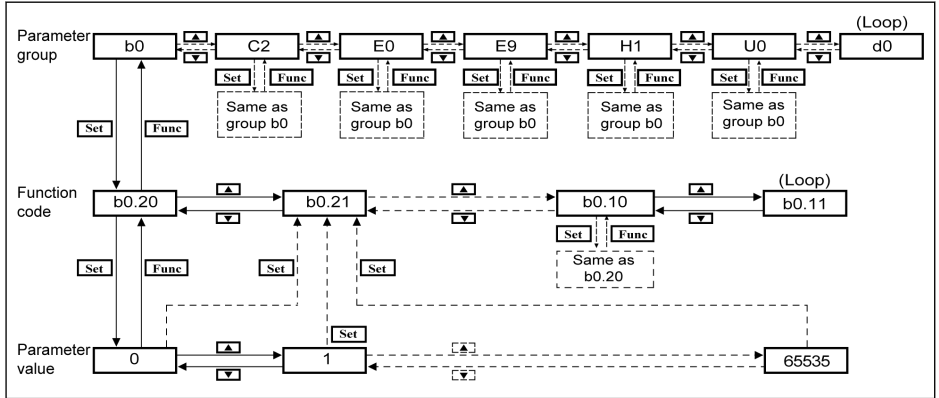 Parameter group
b0
C2
E0
E9
H1
U0
(Loop)
d0
▲ ▲ ▲ ▲ ▲ ▲
▼ ▼ ▼ ▼ ▼ ▼
Set Func Set Func Set Func Set Func Set Func
Same as group b0
Same as group b0
Same as group b0
Same as group b0
Same as group b0
Set Func
Function code
b0.20
▲
▼
b0.21
▲
▼
b0.10
▲
▼
(Loop)
b0.11
Set Func
Same as b0.20
Set Func Set Set
Set
Parameter value
0
▲
▼
1
▲
▼
65535